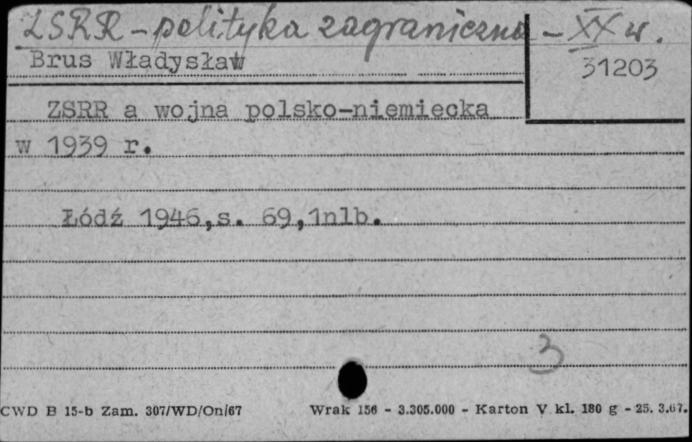 ZSRR - polityka zagraniczna - XX w.
Brus Władysław
31203
ZSRR a wojna polsko-niemiecka
w 1939 r.
Łódź 1946,s. 69,1nlb.
3
CWD B 15-b Zam. 307/WD/On/67 Wrak 156 - 3.305.000 - Karton V kl. 180 g - 25. 3.67.